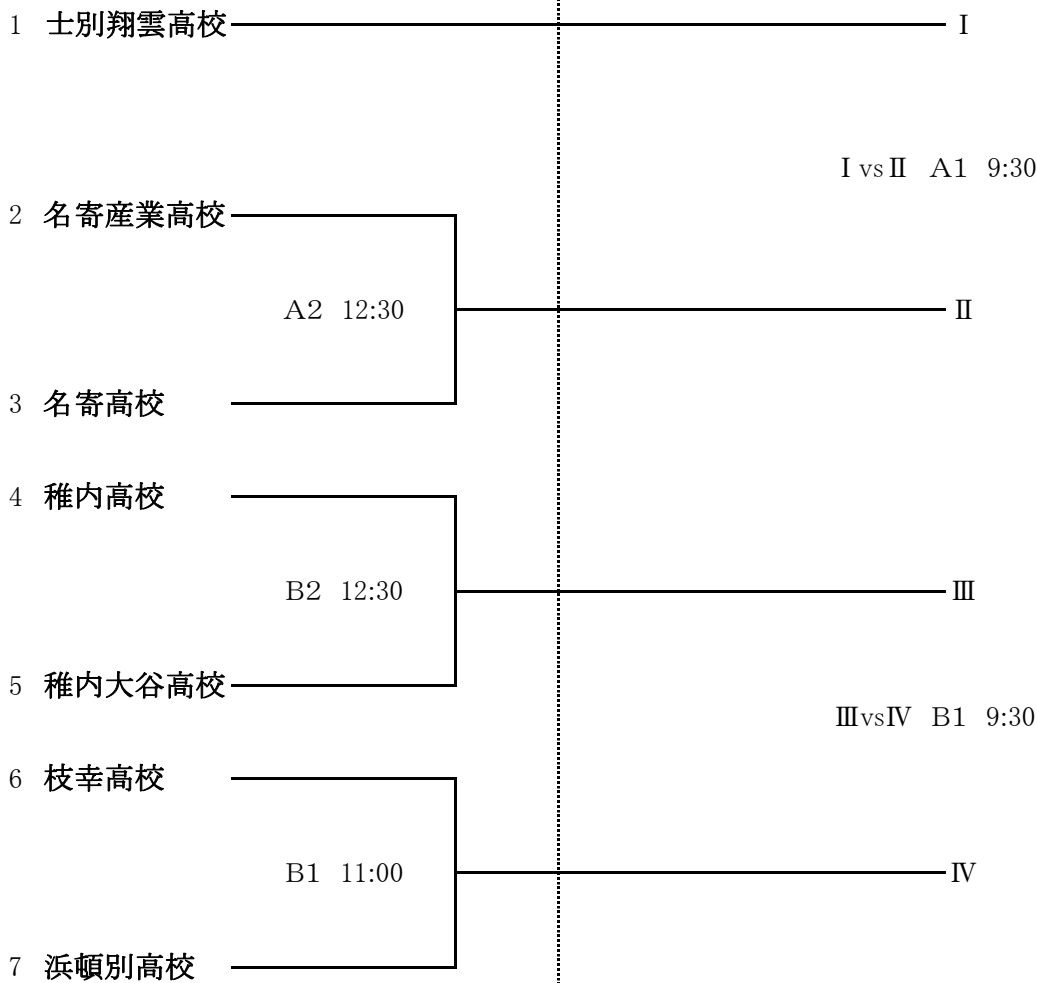 1 士別翔雲高校 Ⅰ
Ⅰ vs Ⅱ A1 9:30
2 名寄産業高校
A2 12:30 Ⅱ
3 名寄高校
4 稚内高校
B2 12:30 Ⅲ
5 稚内大谷高校
ⅢvsⅣ B1 9:30
6 枝幸高校
B1 11:00 Ⅳ
7 浜頓別高校